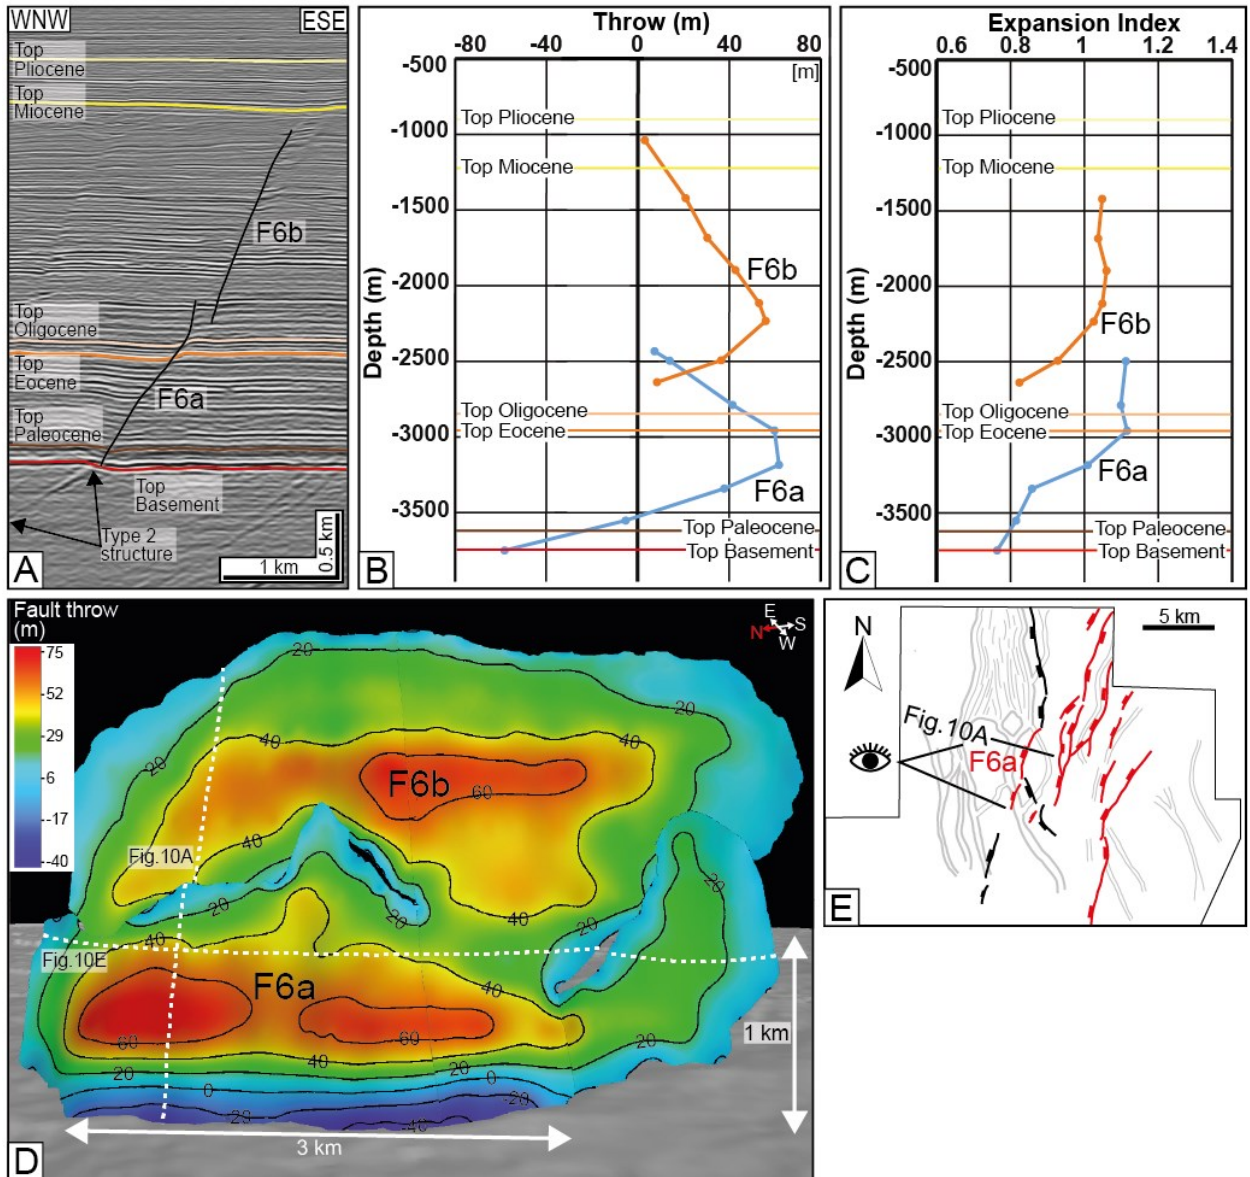 WNW
ESE
Top
Pliocene
Top
Miocene
F6b
Top
Oligocene
Top
Eocene
F6a
Top
Paleocene
Top
Basement
Type 2
structure
1 km
0.5 km
A
Throw (m)
-80 -40 0 40 80
[m]
Depth (m)
-500
-1000
-1500
-2000
-2500
-3000
-3500
Top Pliocene
Top Miocene
F6b
Top Oligocene
Top Eocene
F6a
Top Paleocene
Top Basement
B
Expansion Index
0.6 0.8 1 1.2 1.4
Depth (m)
-500
-1000
-1500
-2000
-2500
-3000
-3500
Top Pliocene
Top Miocene
F6b
Top Oligocene
Top Eocene
F6a
Top Paleocene
Top Basement
C
Fault throw
(m)
75
52
29
6
-17
-40
E
N S
W
20
20
20
40
40
F6b
60
40
Fig.10A
20
20
40
20
20
40
Fig.10E
F6a
40
60
60
40
20
20
20
0
0
-20
-20
-40
1 km
3 km
D
N
5 km
Fig.10A
F6a
E